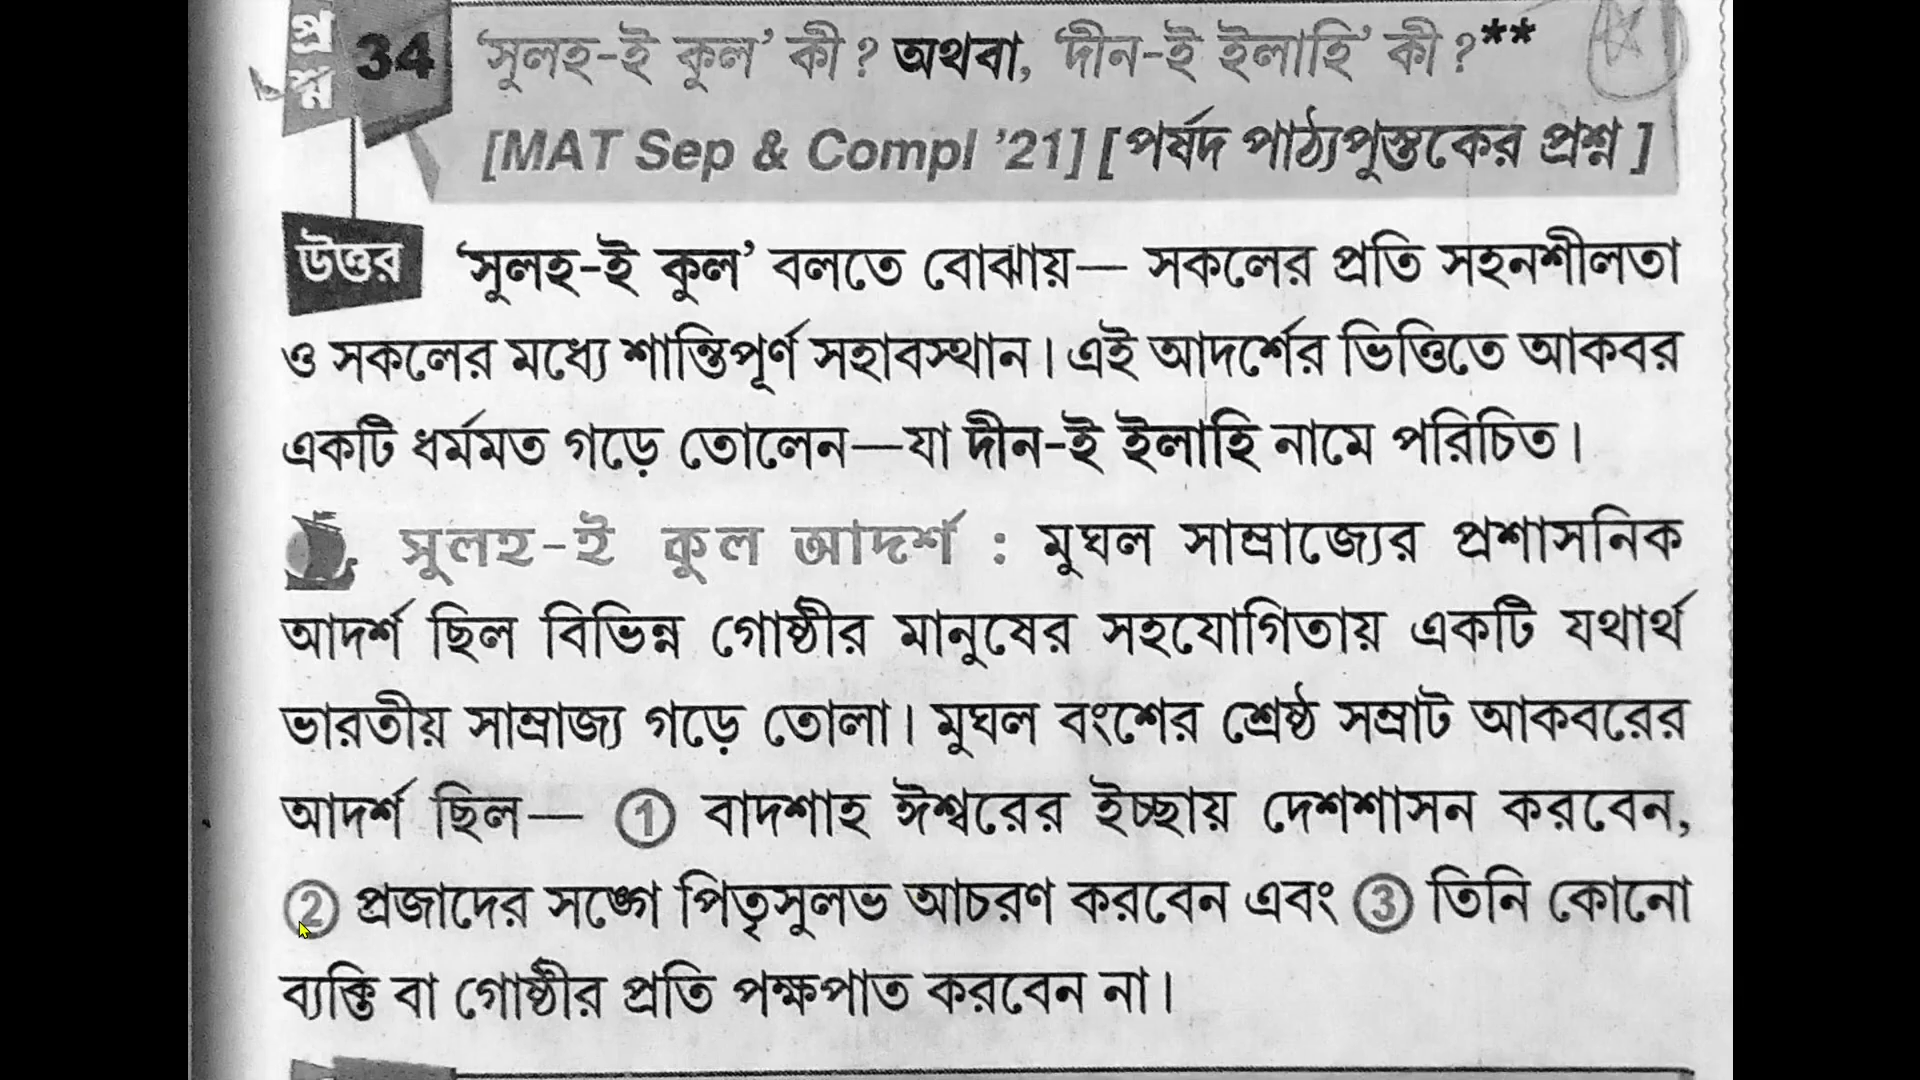 প্রশ্ন 34 'সুলহ-ই কুল' কী? অথবা, 'দীন-ই ইলাহি' কী?**
[MAT Sep & Compl '21] [পর্ষদ পাঠ্যপুস্তকের প্রশ্ন]
উত্তর 'সুলহ-ই কুল' বলতে বোঝায়— সকলের প্রতি সহনশীলতা
ও সকলের মধ্যে শান্তিপূর্ণ সহাবস্থান। এই আদর্শের ভিত্তিতে আকবর
একটি ধর্মমত গড়ে তোলেন—যা দীন-ই ইলাহি নামে পরিচিত।
সুলহ-ই কুল আদর্শ : মুঘল সাম্রাজ্যের প্রশাসনিক
আদর্শ ছিল বিভিন্ন গোষ্ঠীর মানুষের সহযোগিতায় একটি যথার্থ
ভারতীয় সাম্রাজ্য গড়ে তোলা। মুঘল বংশের শ্রেষ্ঠ সম্রাট আকবরের
আদর্শ ছিল— ① বাদশাহ ঈশ্বরের ইচ্ছায় দেশশাসন করবেন,
② প্রজাদের সঙ্গে পিতৃসুলভ আচরণ করবেন এবং ③ তিনি কোনো
ব্যক্তি বা গোষ্ঠীর প্রতি পক্ষপাত করবেন না।